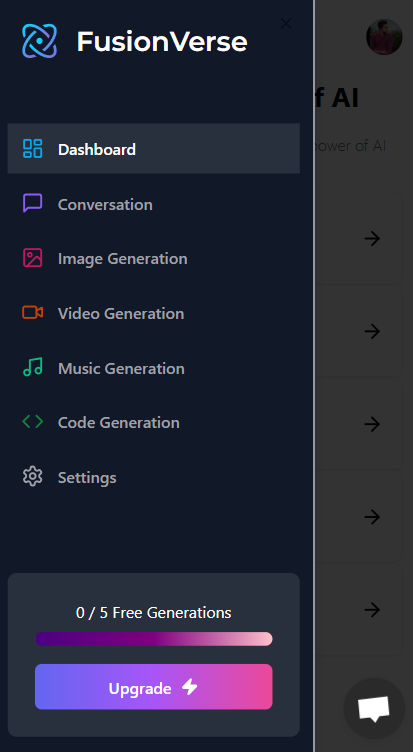 FusionVerse
f AI
power of AI
Dashboard
Conversation
Image Generation
Video Generation
Music Generation
Code Generation
Settings
0 / 5 Free Generations
Upgrade